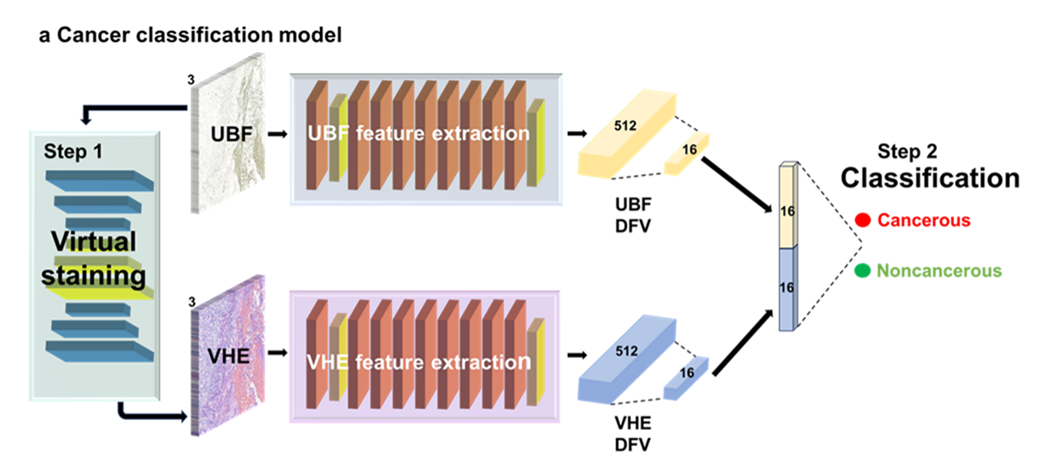 a Cancer classification model
3
UBF
UBF feature extraction
512
16
UBF
DFV
Step 1
Virtual
staining
3
VHE
VHE feature extraction
512
16
VHE
DFV
16
16
Step 2
Classification
Cancerous
Noncancerous